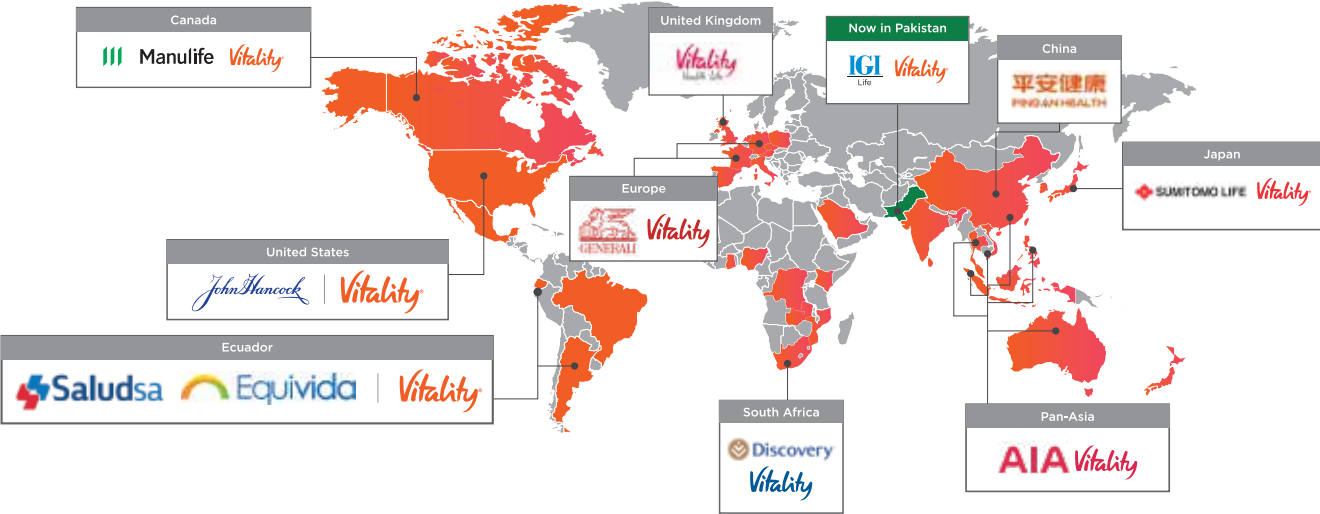 Canada
Manulife Vitality
United Kingdom
Vitality
Health Life
Now in Pakistan
IGI
Life
Vitality
China
平安健康
PING AN HEALTH
Japan
SUMITOMO LIFE Vitality
Europe
GENERALI
Vitality
United States
John Hancock Vitality
Ecuador
Saludsa Equivida Vitality
South Africa
Discovery
Vitality
Pan-Asia
AIA Vitality